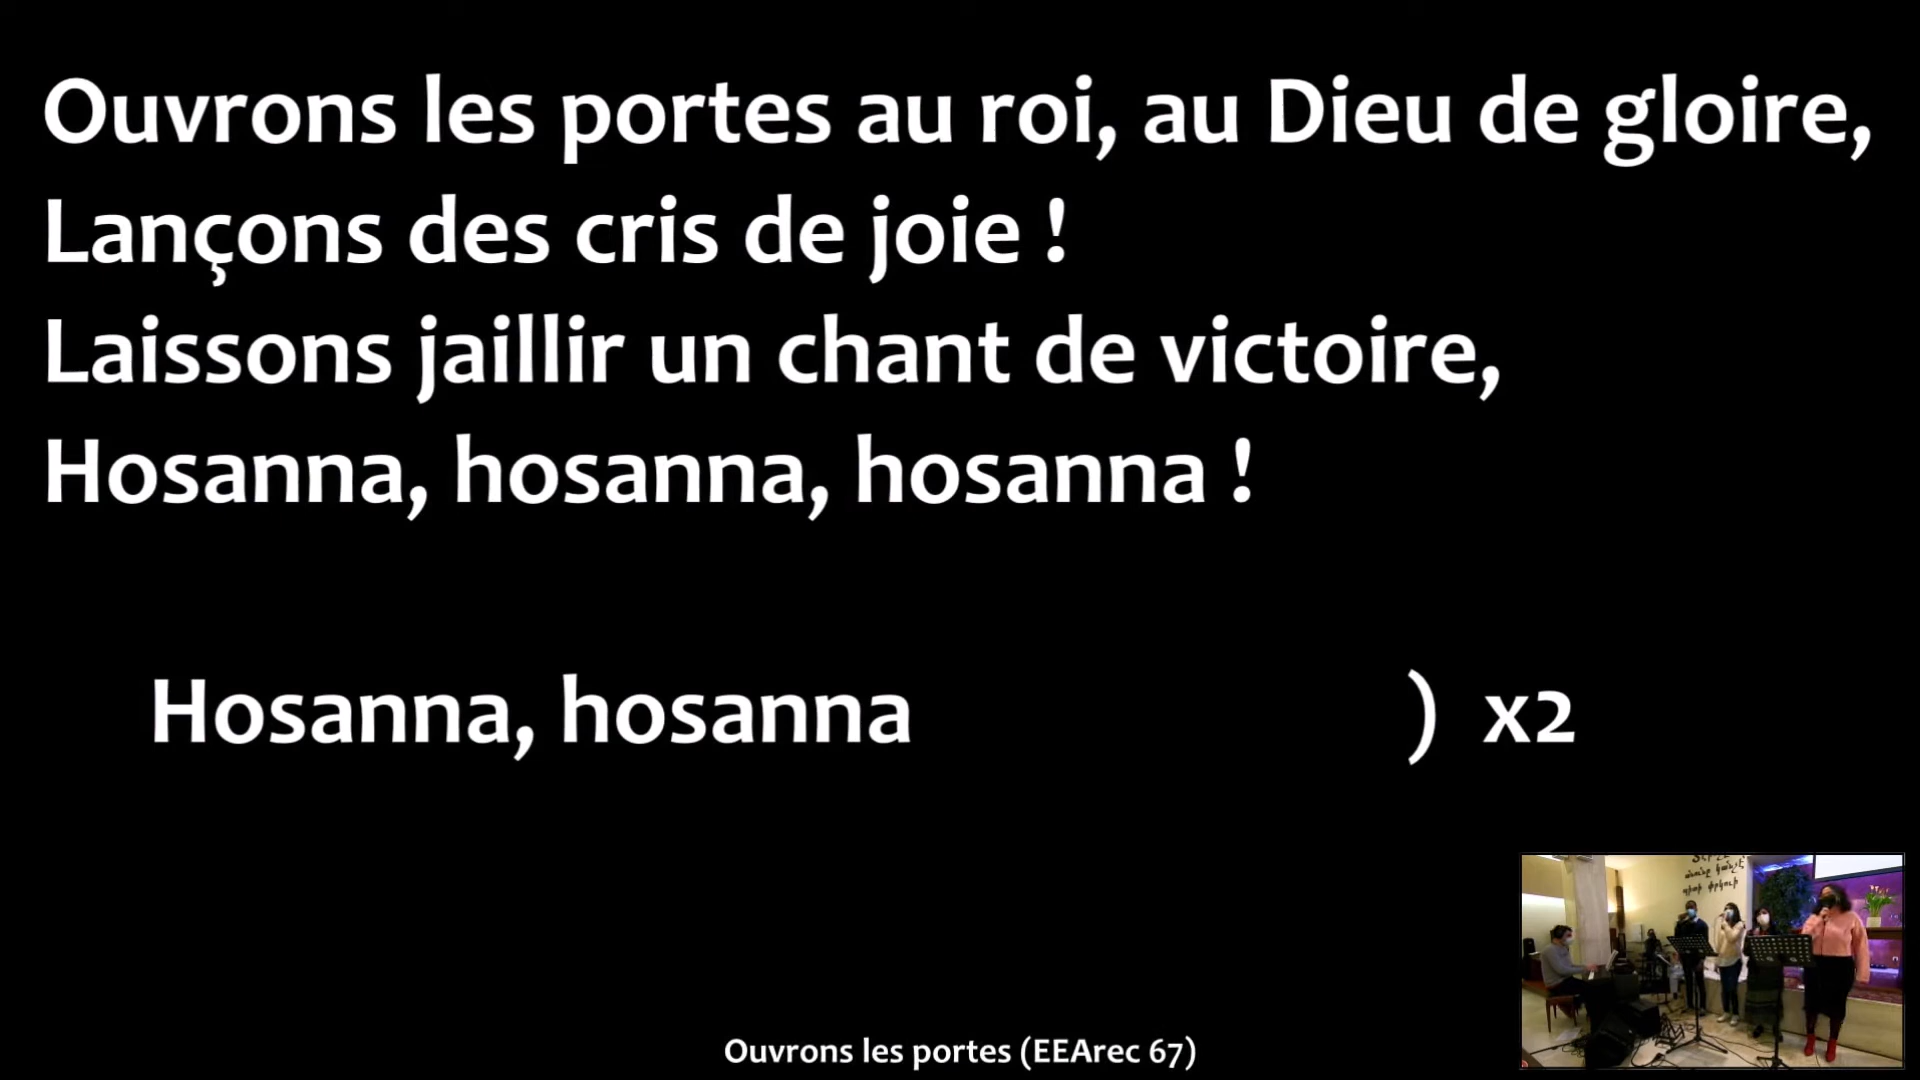 Ouvrons les portes au roi, au Dieu de gloire,
Lançons des cris de joie !
Laissons jaillir un chant de victoire,
Hosanna, hosanna, hosanna !
Hosanna, hosanna ) x2
Ouvrons les portes (EEArec 67)